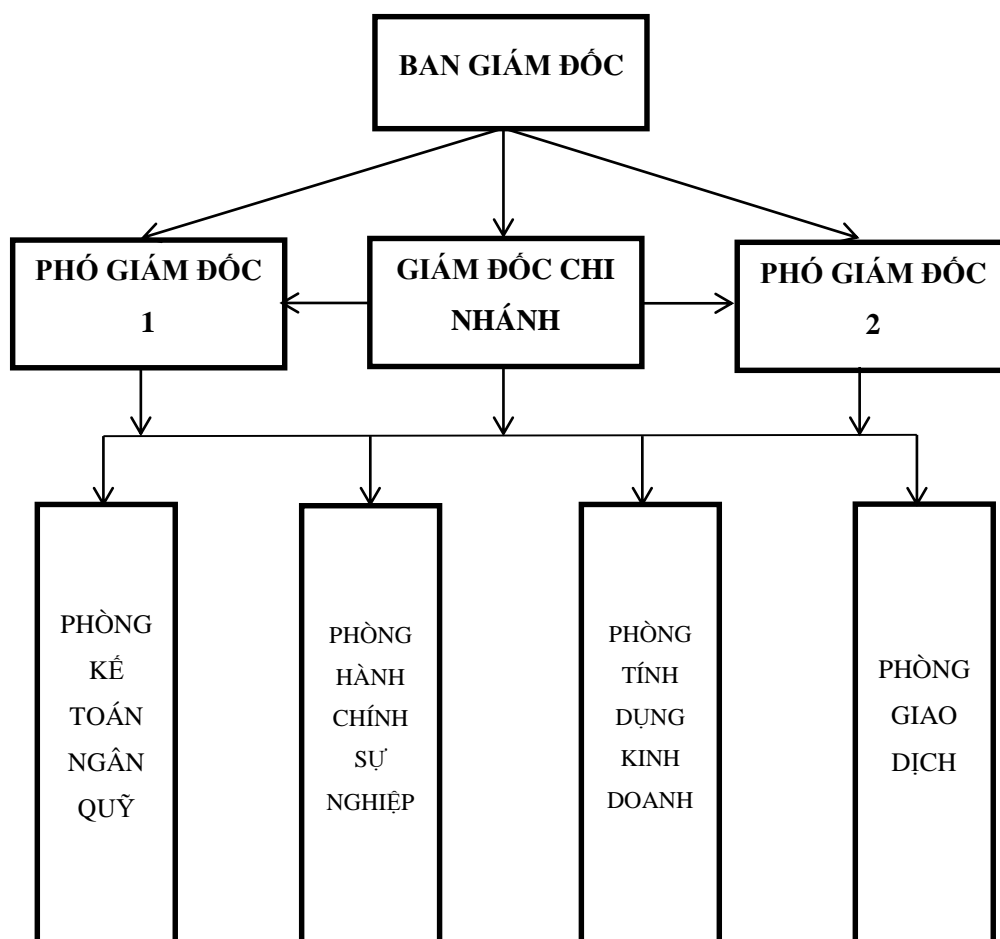 BAN GIÁM ĐỐC
PHÓ GIÁM ĐỐC
1
GIÁM ĐỐC CHI
NHÁNH
PHÓ GIÁM ĐỐC
2
PHÒNG
KẾ
TOÁN
NGÂN
QUỸ
PHÒNG
HÀNH
CHÍNH
SỰ
NGHIỆP
PHÒNG
TÍNH
DỤNG
KINH
DOANH
PHÒNG
GIAO
DỊCH